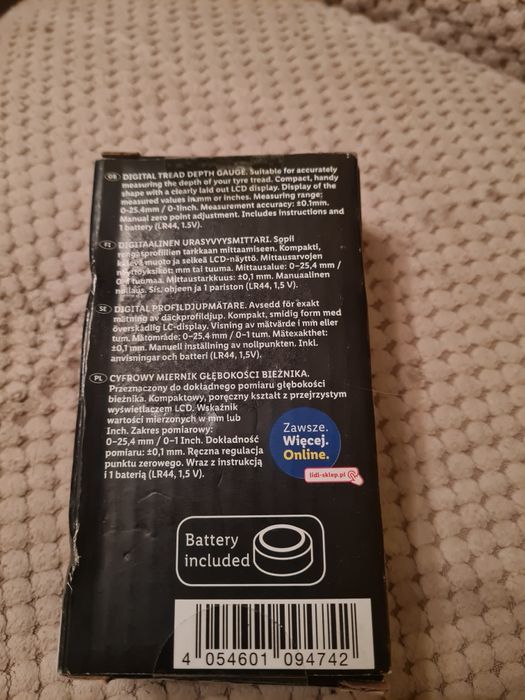 GB DIGITAL TREAD DEPTH GAUGE. Suitable for accurately
measuring the depth of your tyre tread. Compact, handy
shape with a clearly laid out LCD display. Display of the
measured values in mm or inches. Measuring range:
0-25.4mm / 0-1inch. Measurement accuracy: ±0.1mm.
Manual zero point adjustment. Includes instructions and
1 battery (LR44, 1.5V).
FI DIGITAALINEN URASYVYYSMITTARI. Sopii
rengasprofiilien tarkkaan mittaamiseen. Kompakti,
kätevä muoto ja selkeä LCD-näyttö. Mittausarvojen
näyttöyksiköt: mm tai tuuma. Mittausalue: 0–25,4 mm /
0–1 tuumaa. Mittaustarkkuus: ±0,1 mm. Manuaalinen
nollaus. Sis. ohjeen ja 1 pariston (LR44, 1,5 V).
SE DIGITAL PROFILDJUPMÄTARE. Avsedd för exakt
mätning av däckprofildjup. Kompakt, smidig form med
överskådlig LC-display. Visning av mätvärde i mm eller
tum. Mätområde: 0–25,4 mm / 0–1 tum. Mätexakthet:
±0,1 mm. Manuell inställning av nollpunkten. Inkl.
anvisningar och batteri (LR44, 1,5V).
PL CYFROWY MIERNIK GŁĘBOKOŚCI BIEŻNIKA.
Przeznaczony do dokładnego pomiaru głębokości
bieżnika. Kompaktowy, poręczny kształt z przejrzystym
wyświetlaczem LCD. Wskaźnik
wartości mierzonych w mm lub
Inch. Zakres pomiarowy:
0–25,4 mm / 0–1 Inch. Dokładność
pomiaru: ±0,1 mm. Ręczna regulacja
punktu zerowego. Wraz z instrukcją
i 1 baterią (LR44, 1,5 V).
Zawsze.
Więcej.
Online.
lidl-sklep.pl
Battery
included
4 054601 094742